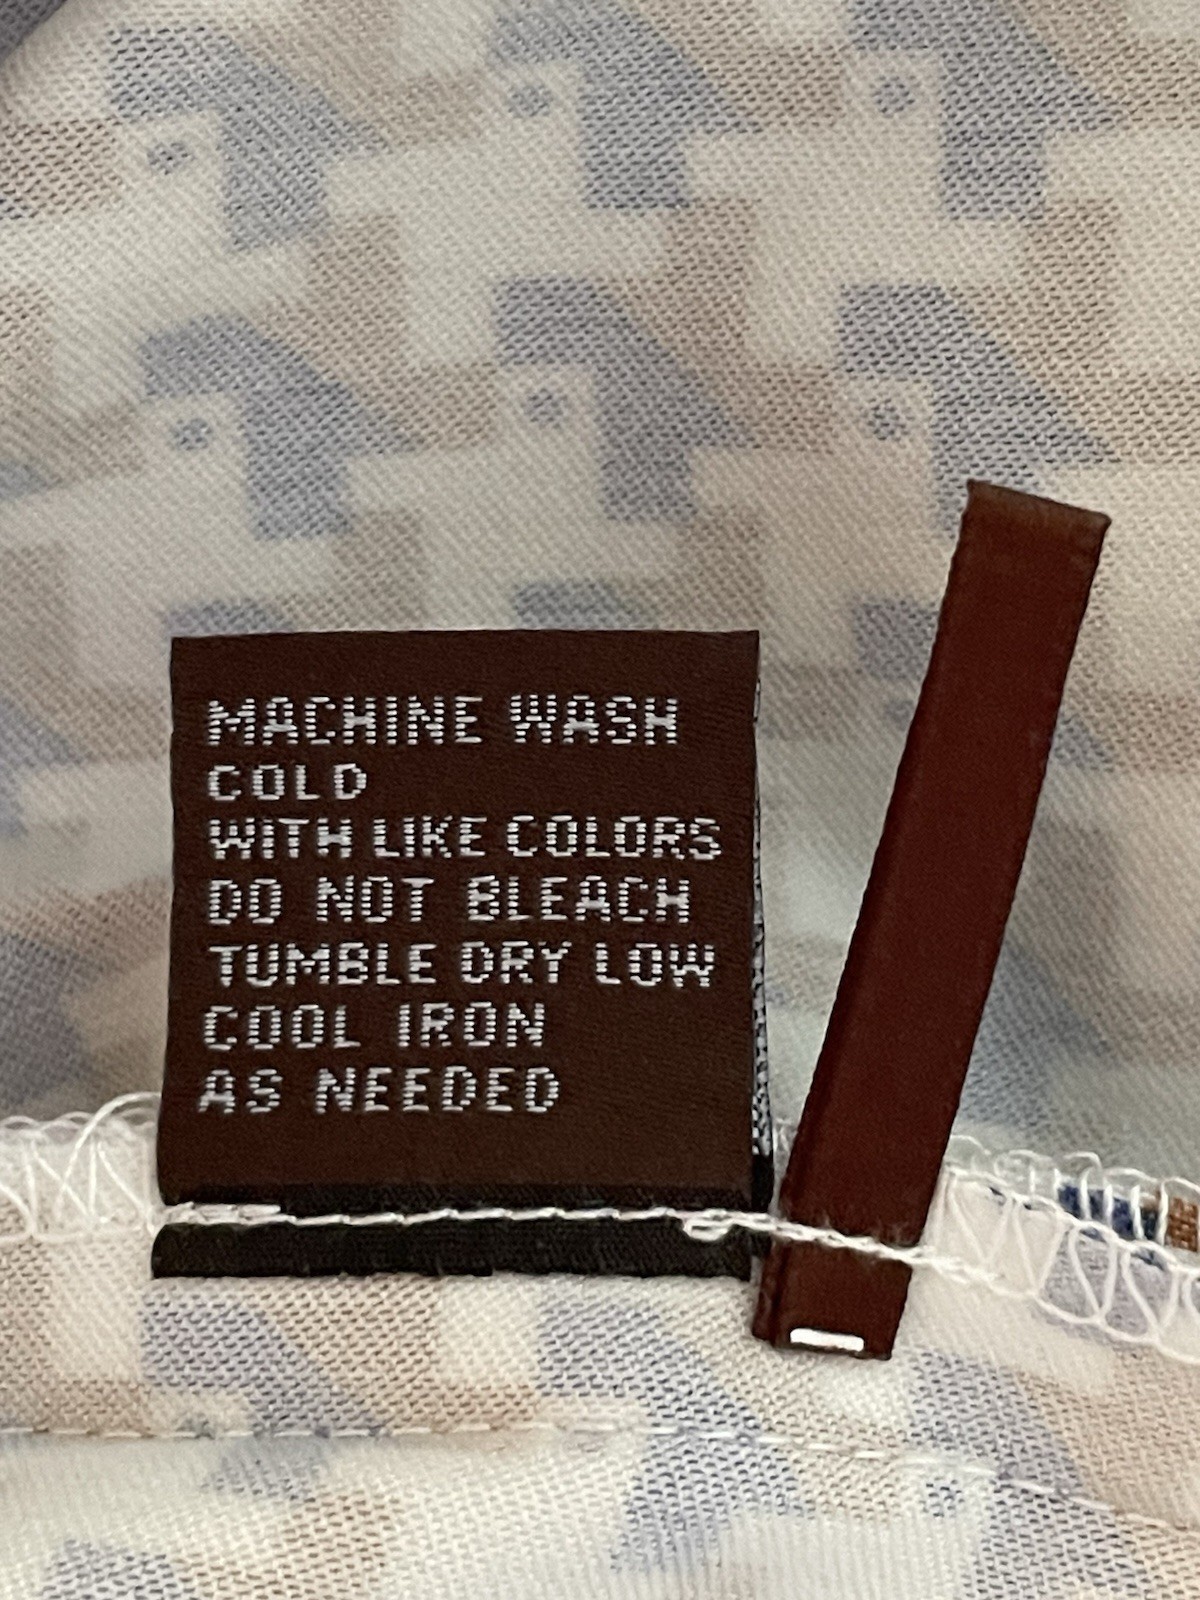 MACHINE WASH
COLD
WITH LIKE COLORS
DO NOT BLEACH
TUMBLE DRY LOW
COOL IRON
AS NEEDED